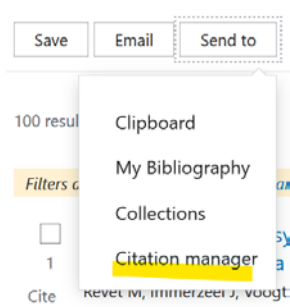 Save Email Send to
100 resul
Clipboard
My Bibliography
Filters a
Collections
Citation manager
1
Cite
Revet M, Immerzeel J, Voogt